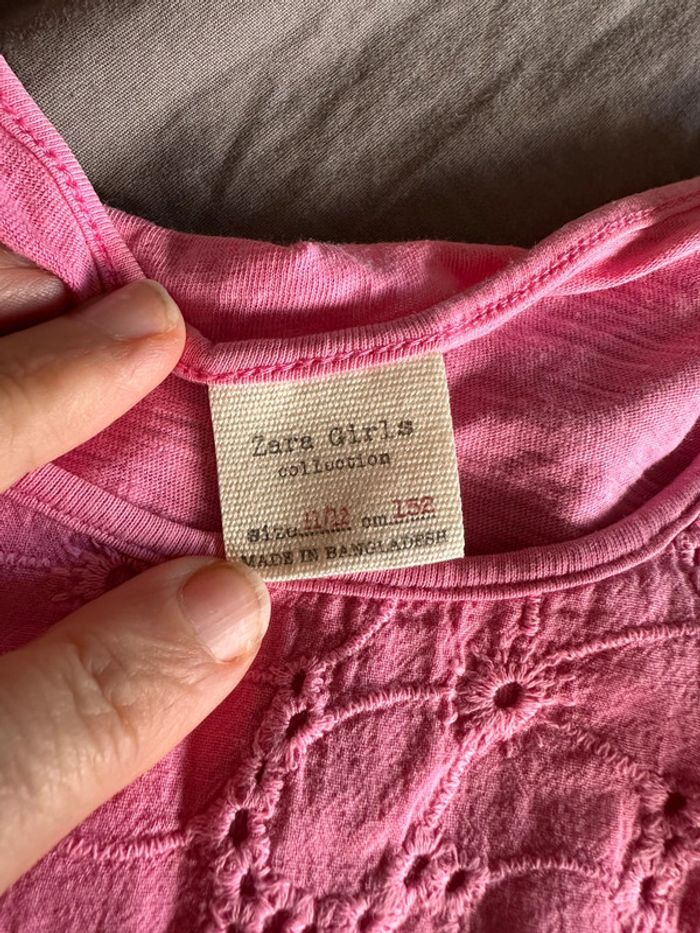 Zara Girls
collection
size 11/12 cm 152
MADE IN BANGLADESH